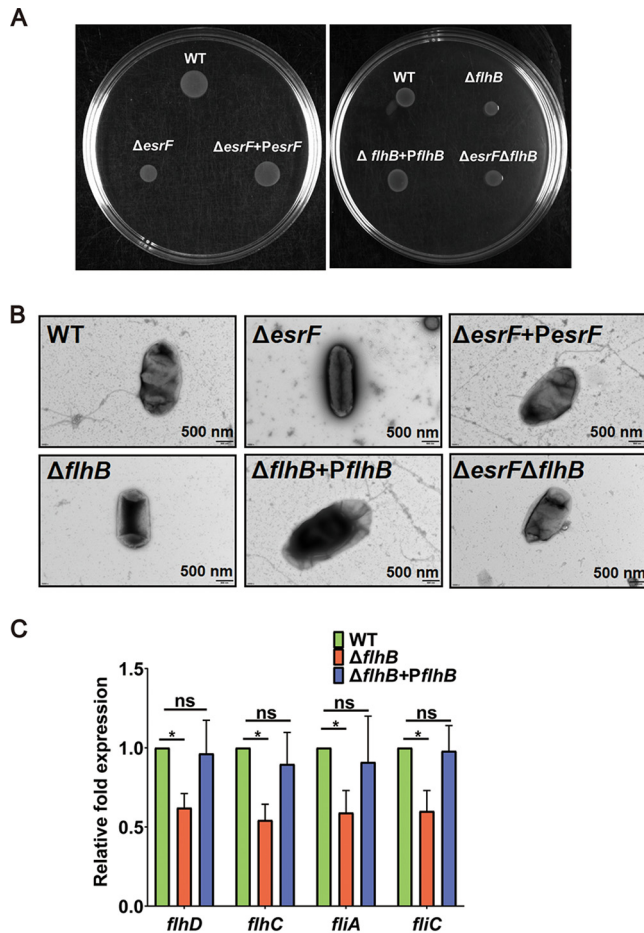 A
WT
ΔesrF
ΔesrF+PesrF
WT
ΔflhB
Δ flhB+PflhB
ΔesrFΔflhB
B
WT
500 nm
ΔesrF
500 nm
ΔesrF+PesrF
500 nm
ΔflhB
500 nm
ΔflhB+PflhB
500 nm
ΔesrFΔflhB
500 nm
C
WT
ΔflhB
ΔflhB+PflhB
Relative fold expression
1.5
1.0
0.5
0.0
ns
*
ns
*
ns
*
ns
*
flhD
flhC
fliA
fliC